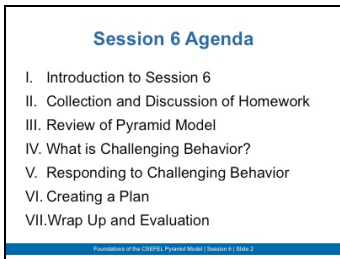 Session 6 Agenda
I. Introduction to Session 6
II. Collection and Discussion of Homework
III. Review of Pyramid Model
IV. What is Challenging Behavior?
V. Responding to Challenging Behavior
VI. Creating a Plan
VII.Wrap Up and Evaluation
Foundations of the CSEFEL Pyramid Model | Session 6 | Slide 2